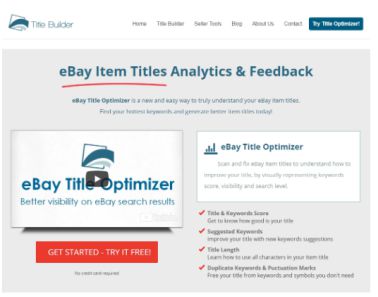 Title Builder
Home Title Builder Seller Tools Blog About Us Contact Try Title Optimizer!
eBay Item Titles Analytics & Feedback
eBay Title Optimizer is a new and easy way to truly understand your eBay item titles.
Find your hottest keywords and generate better item titles today!
eBay Title Optimizer
Better visibility on eBay search results
GET STARTED - TRY IT FREE!
No credit card required
eBay Title Optimizer
Scan and fix eBay item titles to understand how to
improve your title, by visually representing keywords
score, visibility and search level.
Title & Keywords Score
Get to know how good is your title
Suggested Keywords
improve your title with new keywords suggestions
Title Length
Learn how to use all characters in your item title
Duplicate Keywords & Puctuation Marks
Free your title from keywords and symbols you don't need